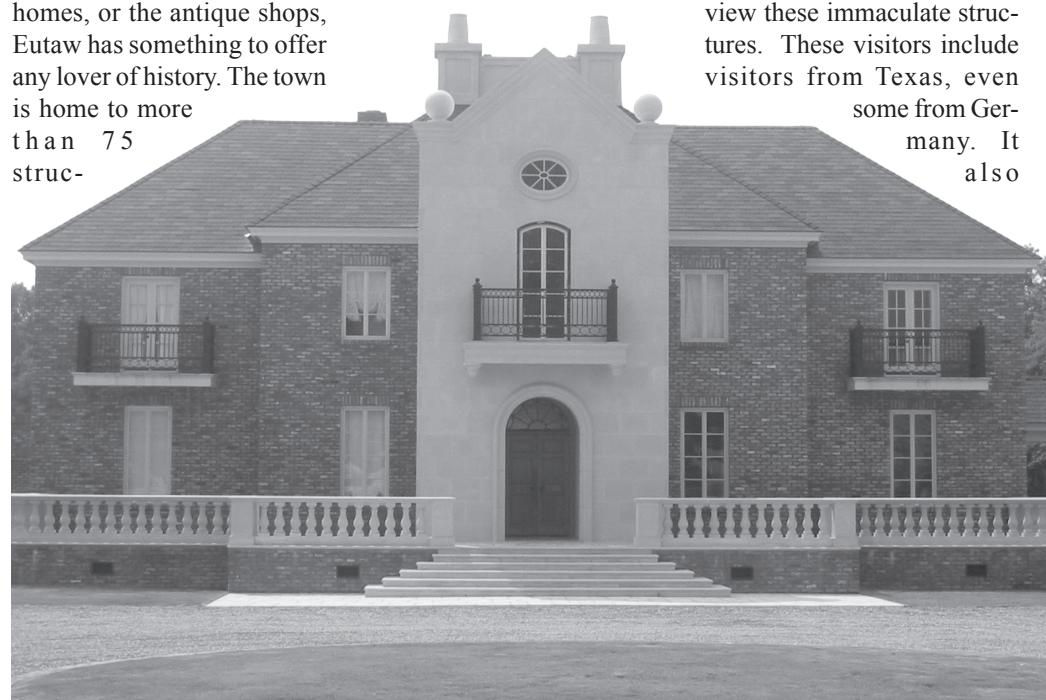 homes, or the antique shops,
Eutaw has something to offer
any lover of history. The town
is home to more
than 75
struc-
view these immaculate struc-
tures. These visitors include
visitors from Texas, even
some from Ger-
many. It
also